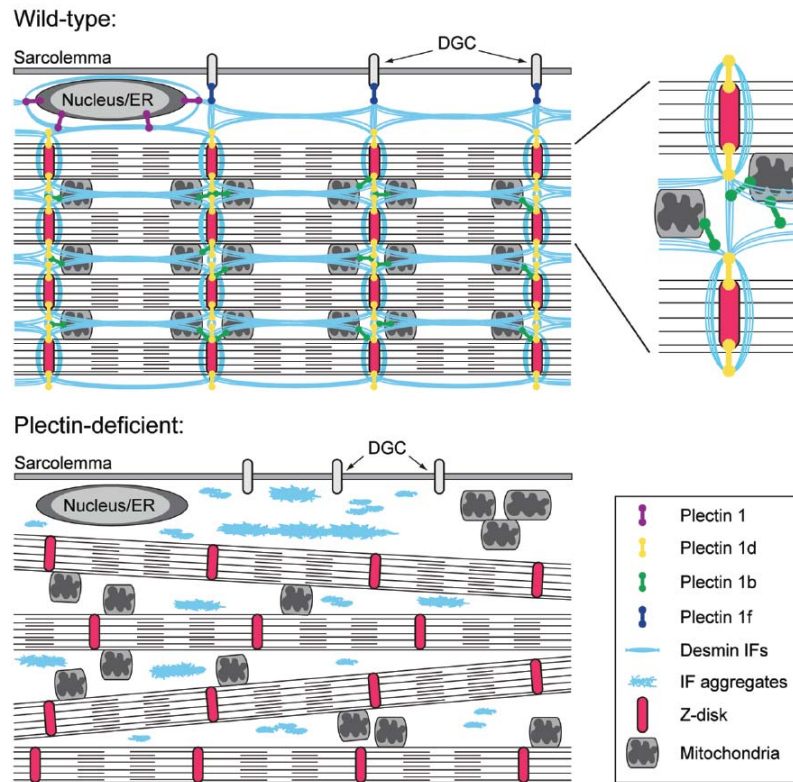 Wild-type:
DGC
Sarcolemma
Nucleus/ER
Plectin-deficient:
DGC
Sarcolemma
Nucleus/ER
Plectin 1
Plectin 1d
Plectin 1b
Plectin 1f
Desmin IFs
IF aggregates
Z-disk
Mitochondria